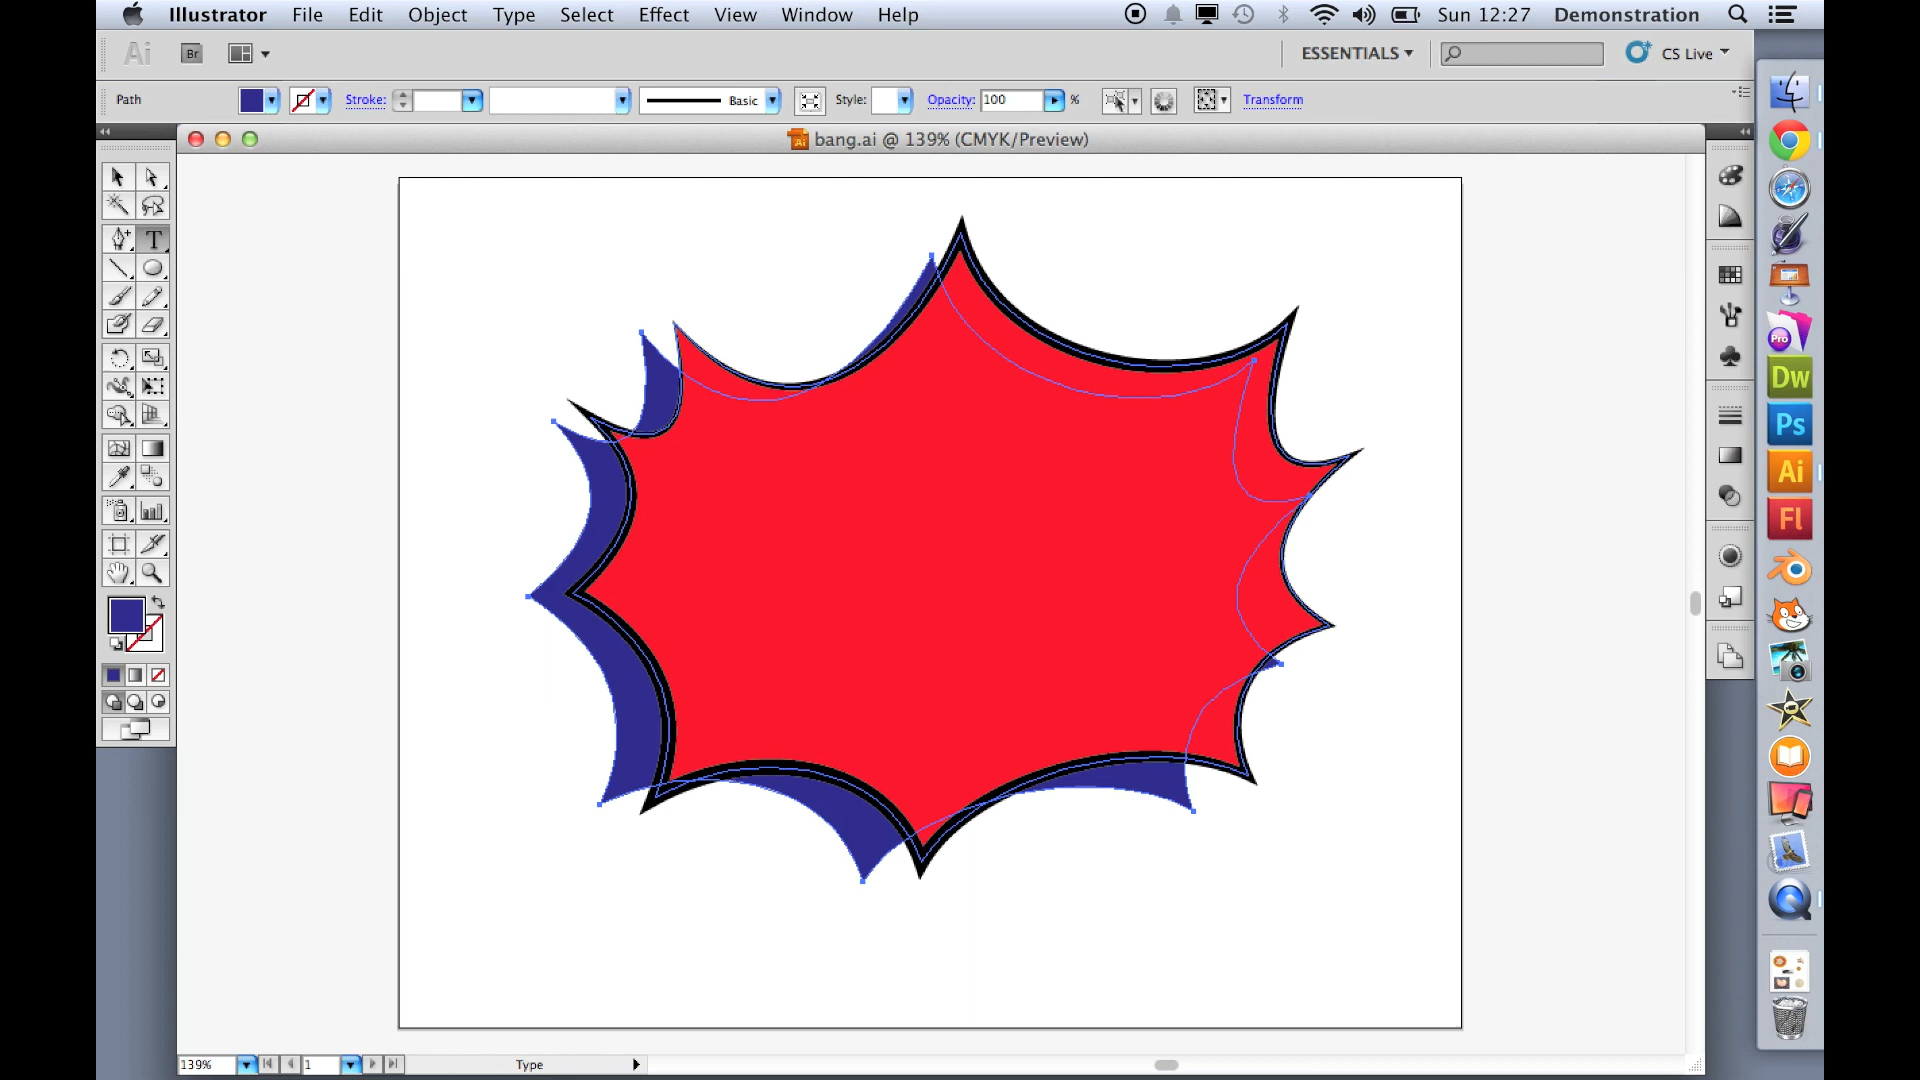 Illustrator File Edit Object Type Select Effect View Window Help Sun 12:27 Demonstration
Ai Br ESSENTIALS CS Live
Path Stroke: Basic Style: Opacity: 100 % Transform
bang.ai @ 139% (CMYK/Preview)
T
Pro
Dw
Ps
Ai
Fl
139% 1 Type